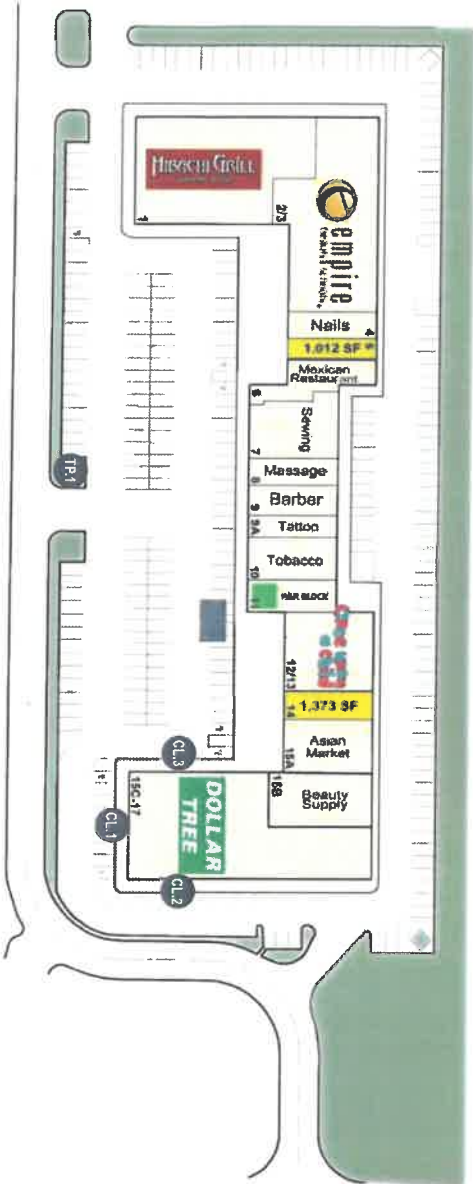 HIBACHI GRILL
1
2/3
empire
Nails
4
1,012 SF
Mexican
Restaurant
6
Sewing
7
Massage
8
Barber
9
Tattoo
9A
Tobacco
10
H&R BLOCK
11
12/13
1,373 SF
14
Asian
Market
15A
Beauty
Supply
DOLLAR
TREE
15C-17
TP.1
CL.3
CL.1
CL.2